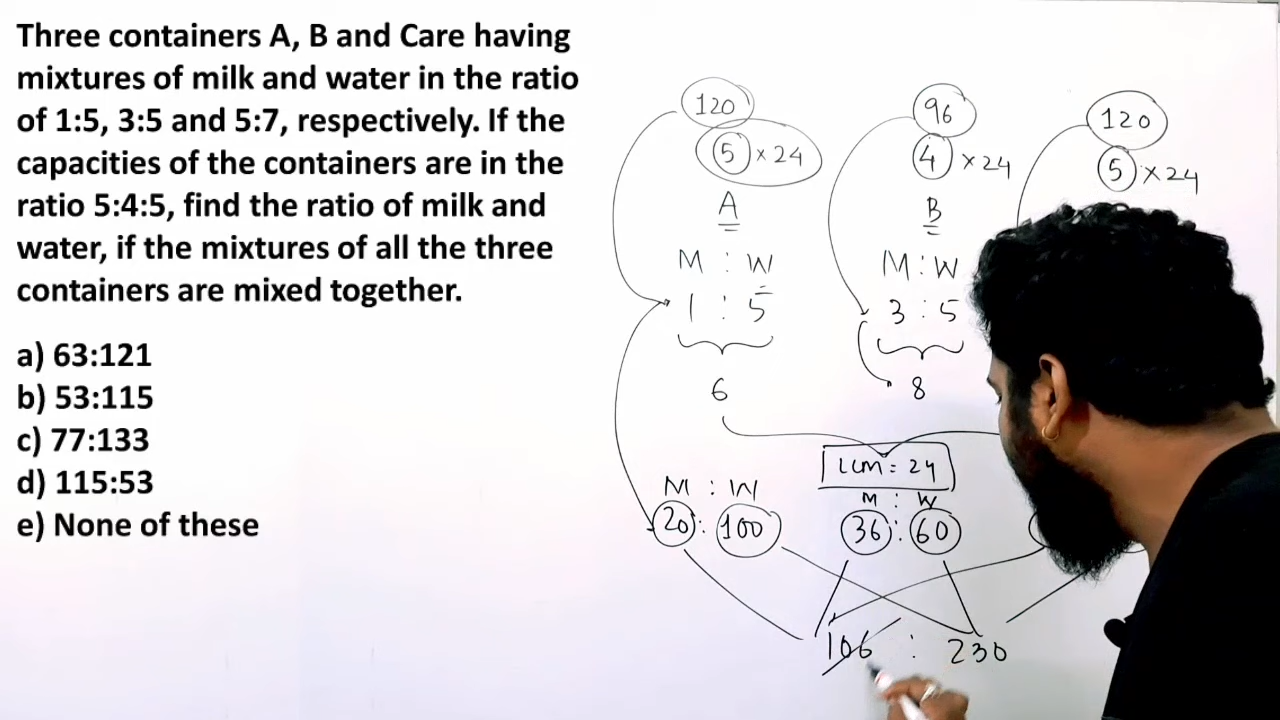 Three containers A, B and Care having
mixtures of milk and water in the ratio
of 1:5, 3:5 and 5:7, respectively. If the
capacities of the containers are in the
ratio 5:4:5, find the ratio of milk and
water, if the mixtures of all the three
containers are mixed together.
a) 63:121
b) 53:115
c) 77:133
d) 115:53
e) None of these
120 96 120
5 × 24 4 × 24 5 × 24
A B
M : W M : W
1 : 5 3 : 5
6 8
LCM = 24
M : W M : W
20 : 100 36 : 60
106 : 230